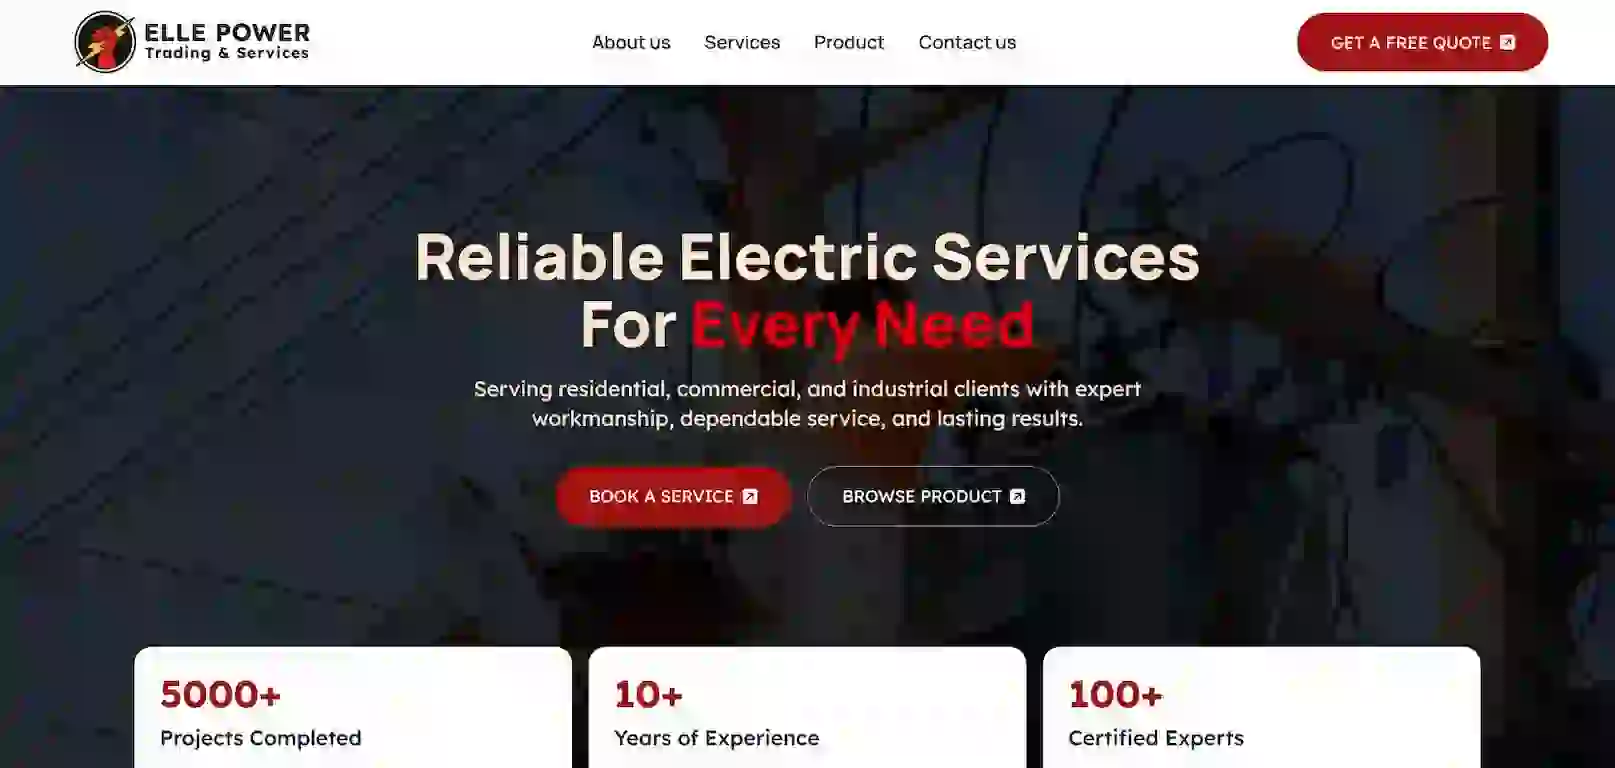 ELLE POWER
Trading & Services
About us
Services
Product
Contact us
GET A FREE QUOTE
Reliable Electric Services
For Every Need
Serving residential, commercial, and industrial clients with expert
workmanship, dependable service, and lasting results.
BOOK A SERVICE
BROWSE PRODUCT
5000+
Projects Completed
10+
Years of Experience
100+
Certified Experts